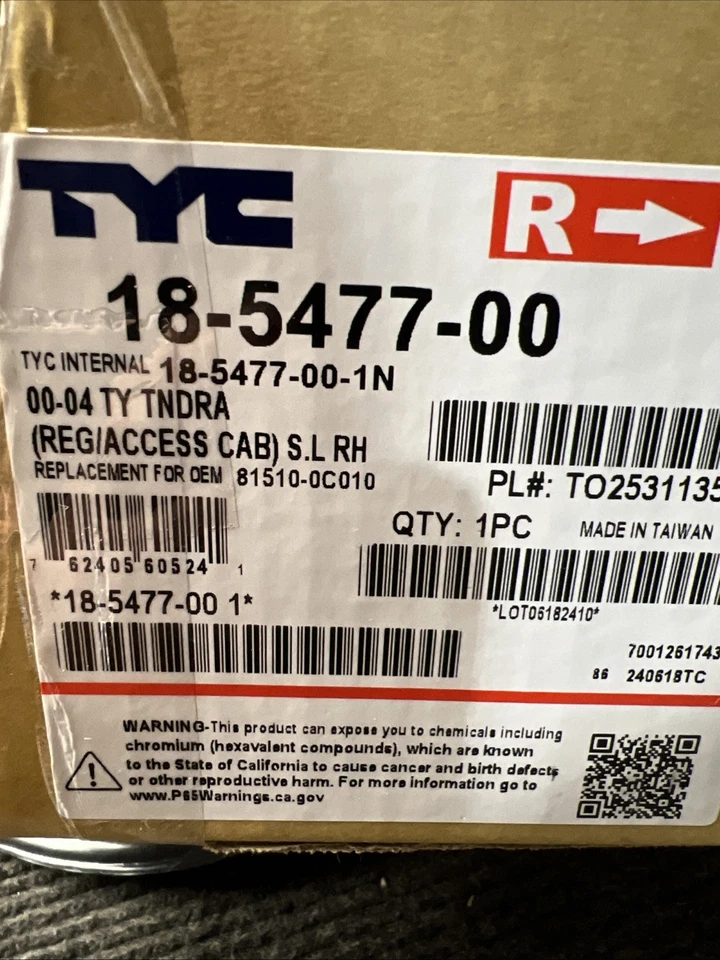 TYC
R
18-5477-00
TYC INTERNAL 18-5477-00-1N
00-04 TY TNDRA
(REG/ACCESS CAB) S.L RH
REPLACEMENT FOR OEM 81510-0C010
PL#: TO2531135
QTY: 1PC MADE IN TAIWAN
7 62405 60524 1
*18-5477-00 1*
*LOT06182410*
7001261743
86 240618TC
WARNING-This product can expose you to chemicals including
chromium (hexavalent compounds), which are known
to the State of California to cause cancer and birth defects
or other reproductive harm. For more information go to
www.P65Warnings.ca.gov